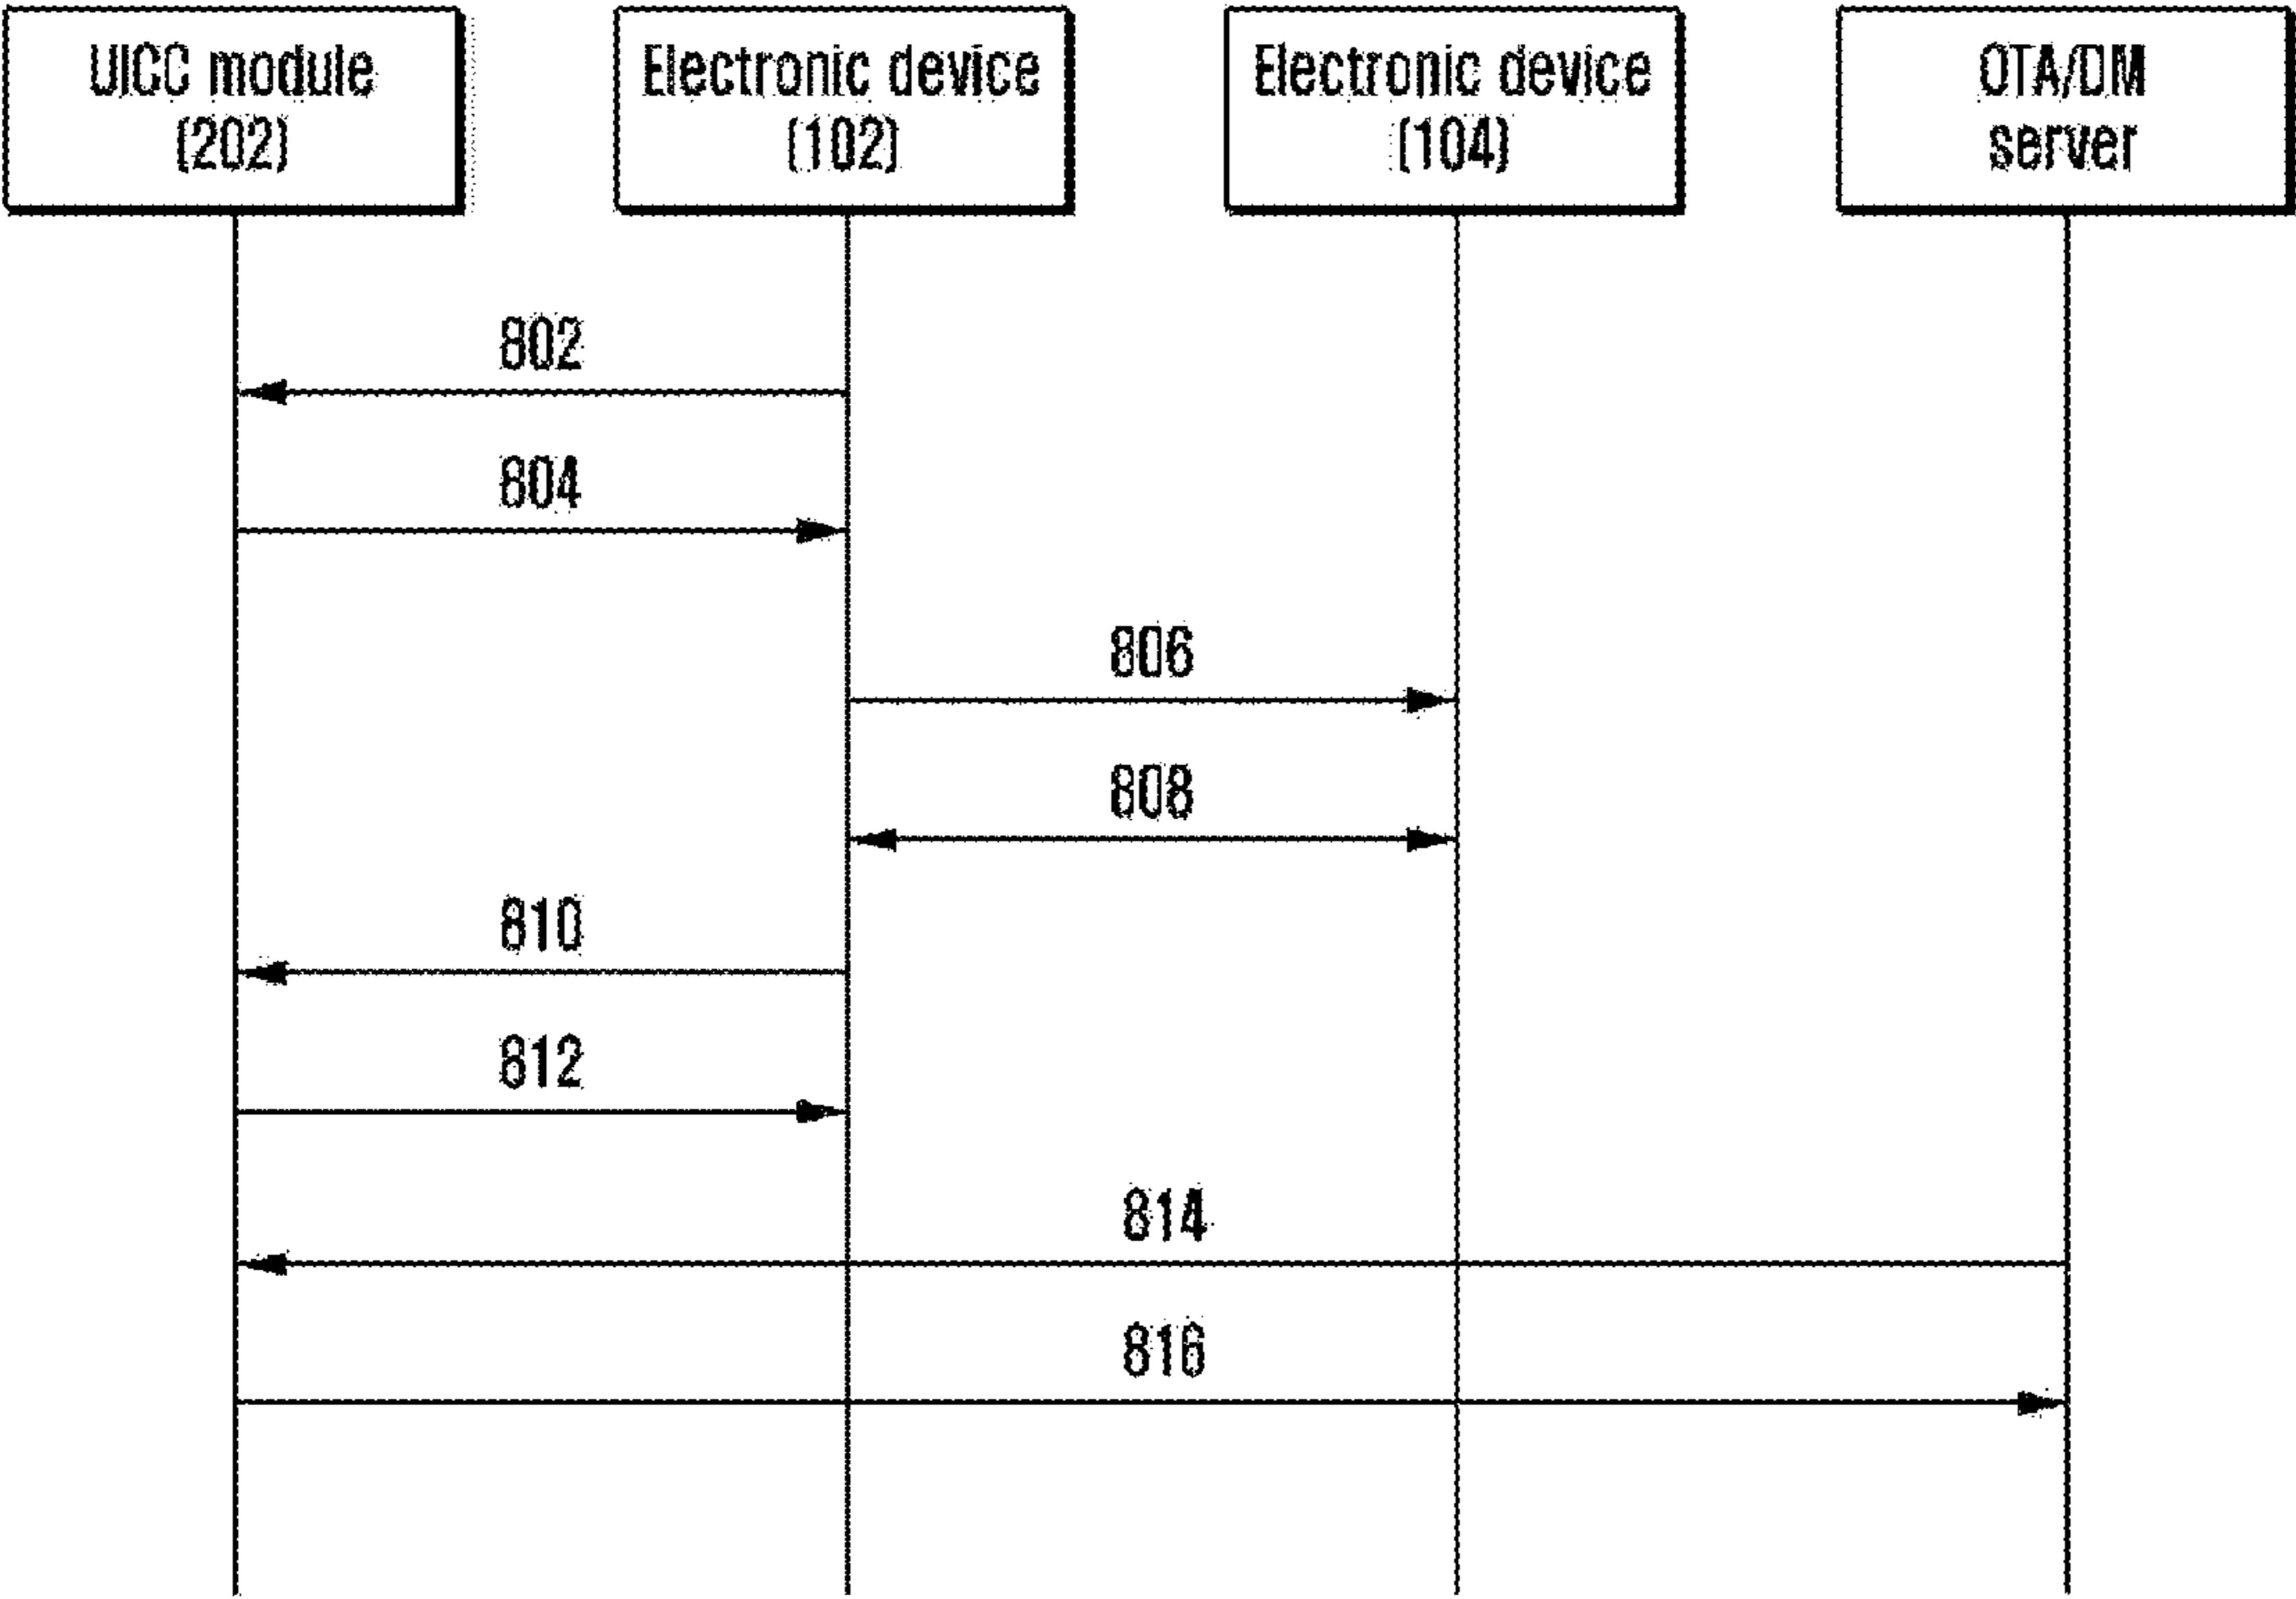 UICC module
(202)
Electronic device
(102)
Electronic device
(104)
OTA/DM
server
802
804
806
808
810
812
814
816